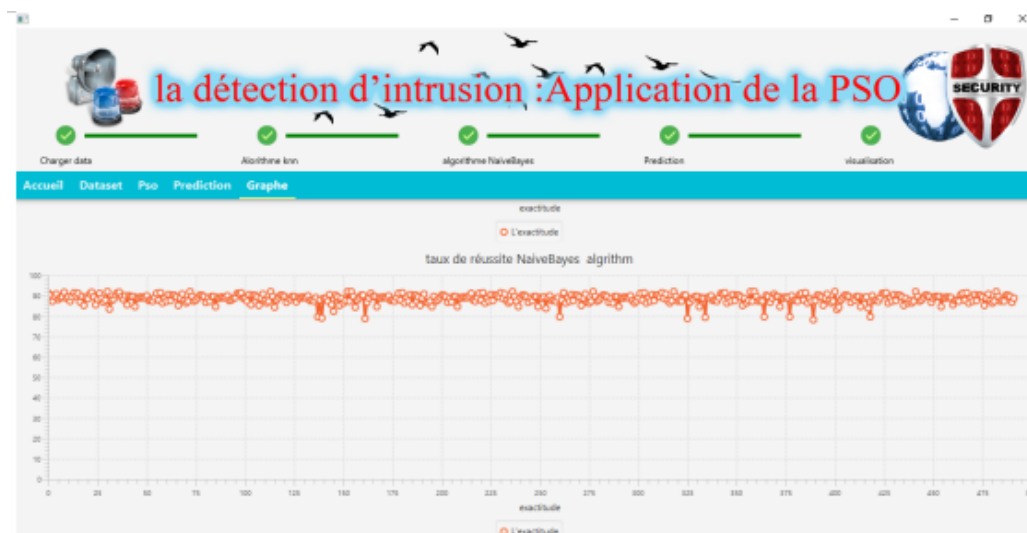 la détection d'intrusion :Application de la PSO
SECURITY
Charger data
Alorithme knn
algorithme NaiveBayes
Prediction
visualisation
Accueil Dataset Pso Prediction Graphe
exactitude
L'exactitude
taux de réussite NaiveBayes algrithm
100
90
80
70
60
50
40
30
20
10
0
0 25 50 75 100 125 150 175 200 225 250 275 300 325 350 375 400 425 450 475
exactitude
L'exactitude